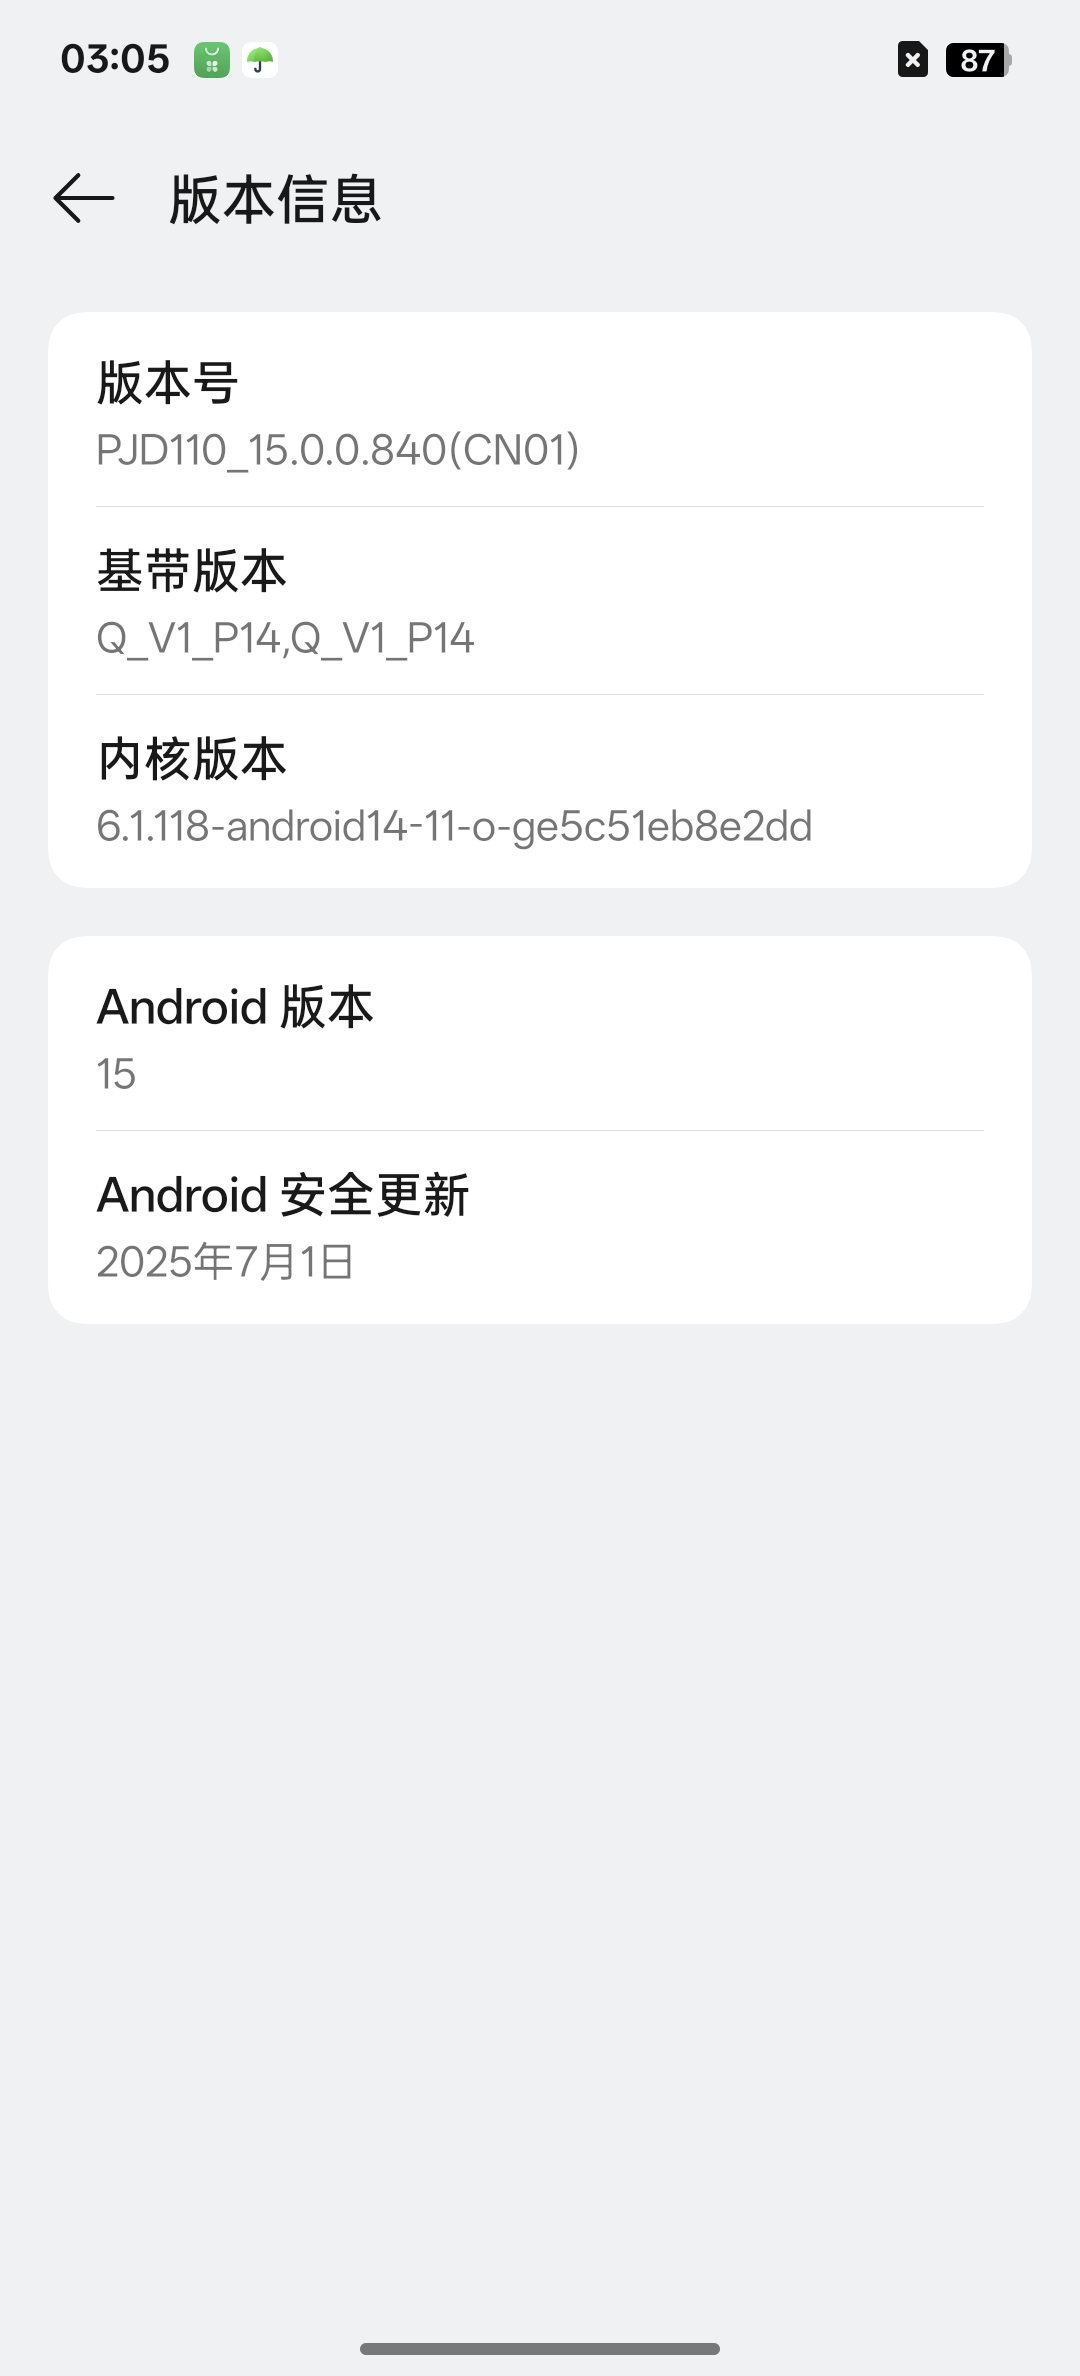 03:05
87
版本信息
版本号
PJD110_15.0.0.840(CN01)
基带版本
Q_V1_P14,Q_V1_P14
内核版本
6.1.118-android14-11-o-ge5c51eb8e2dd
Android 版本
15
Android 安全更新
2025年7月1日